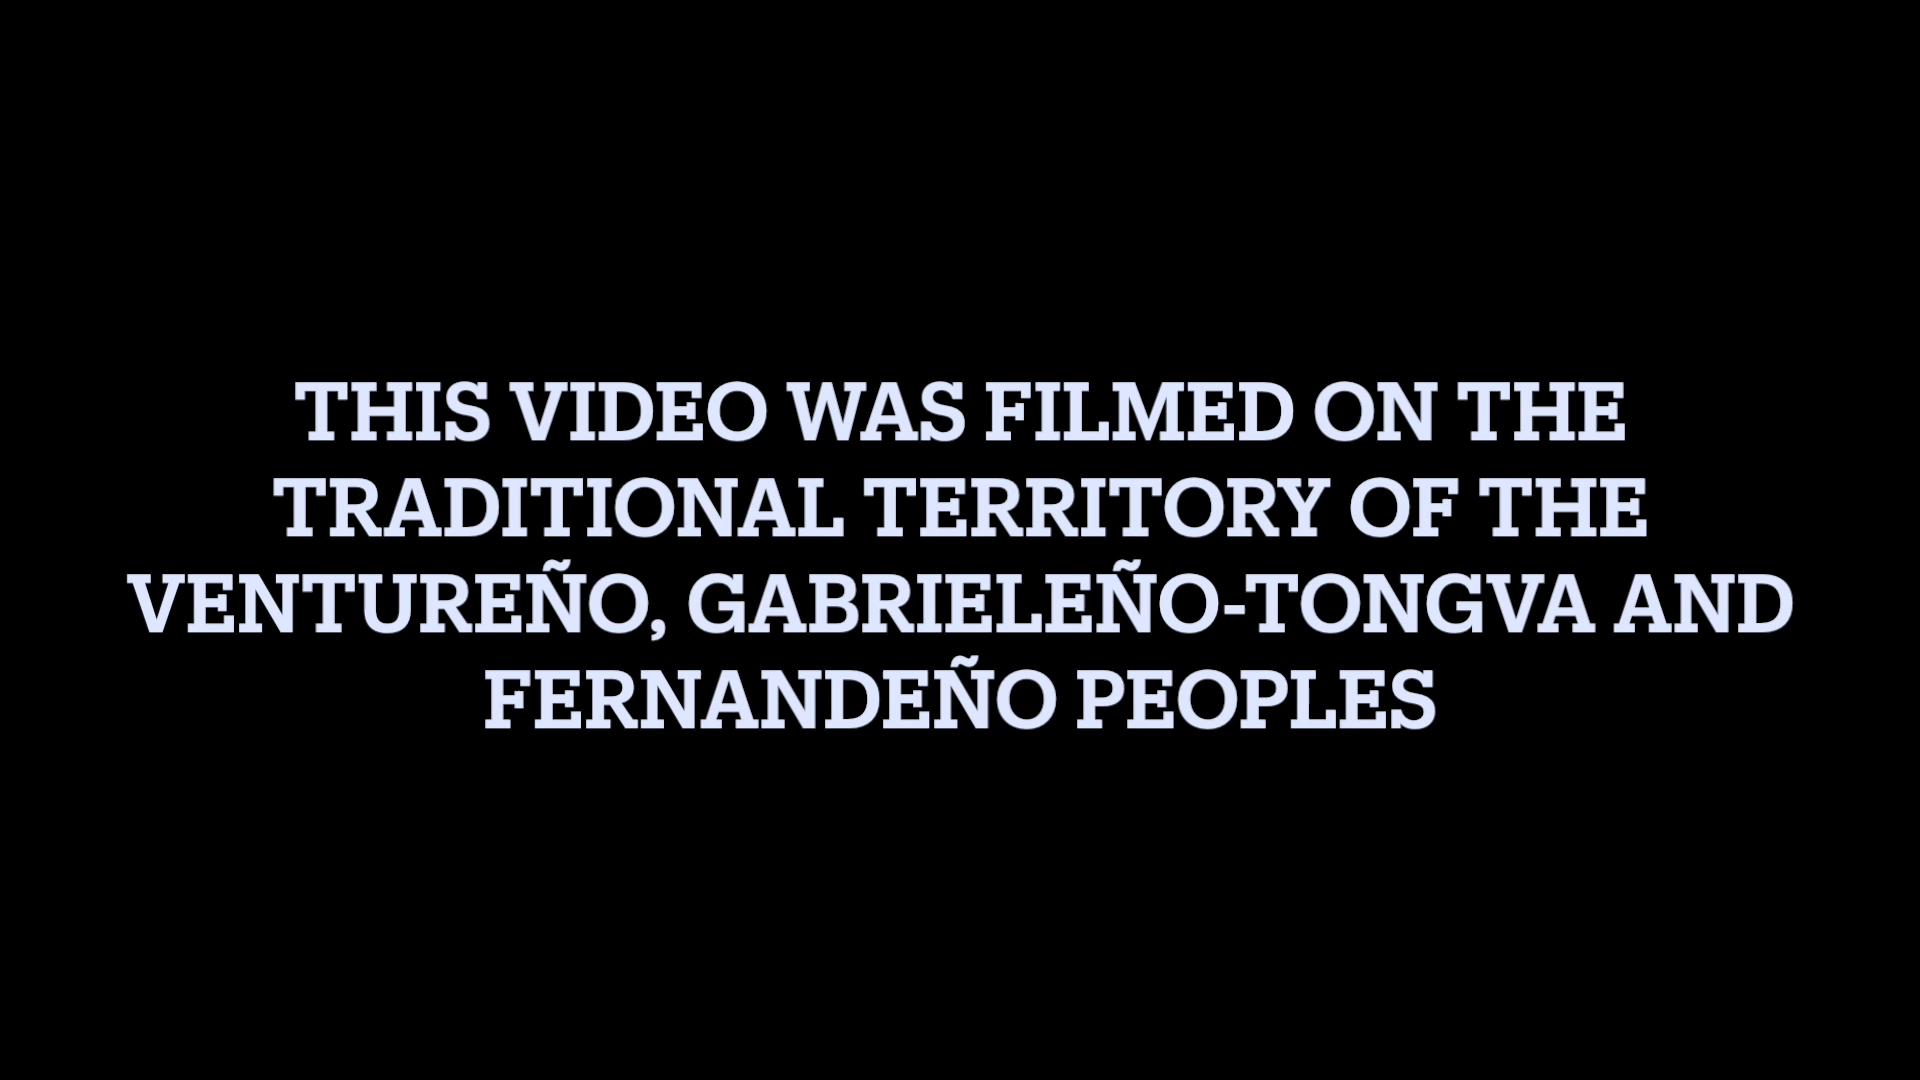 THIS VIDEO WAS FILMED ON THE
TRADITIONAL TERRITORY OF THE
VENTUREÑO, GABRIELEÑO-TONGVA AND
FERNANDEÑO PEOPLES